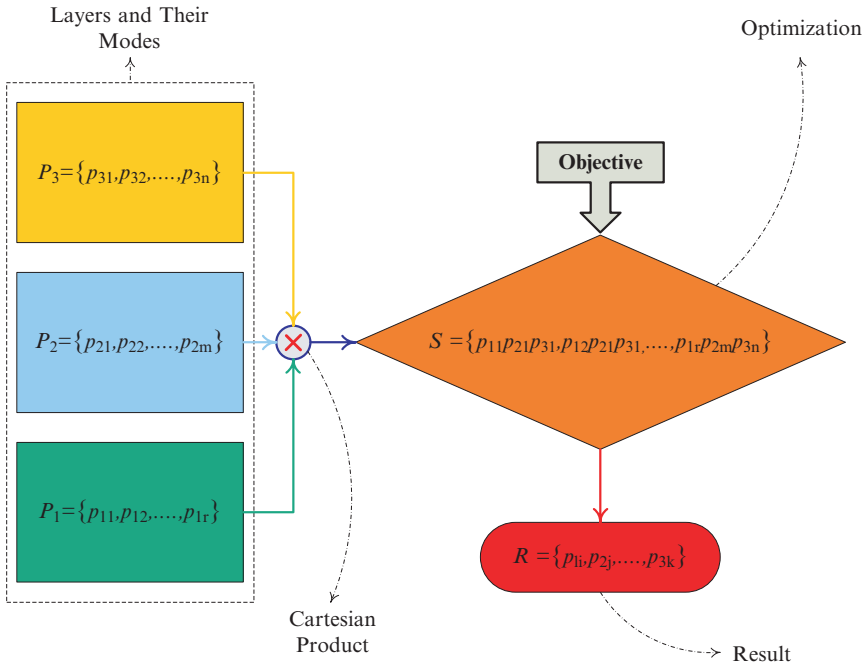 Layers and Their
Modes
Optimization
P₃={p₃₁,p₃₂,....,p₃ₙ}
Objective
P₂={p₂₁,p₂₂,....,p₂ₘ}
S ={p₁₁p₂₁p₃₁,p₁₂p₂₁p₃₁,....,p₁ᵣp₂ₘp₃ₙ}
P₁={p₁₁,p₁₂,....,p₁ᵣ}
R ={pₗᵢ,p₂ⱼ,....,p₃ₖ}
Cartesian
Product
Result